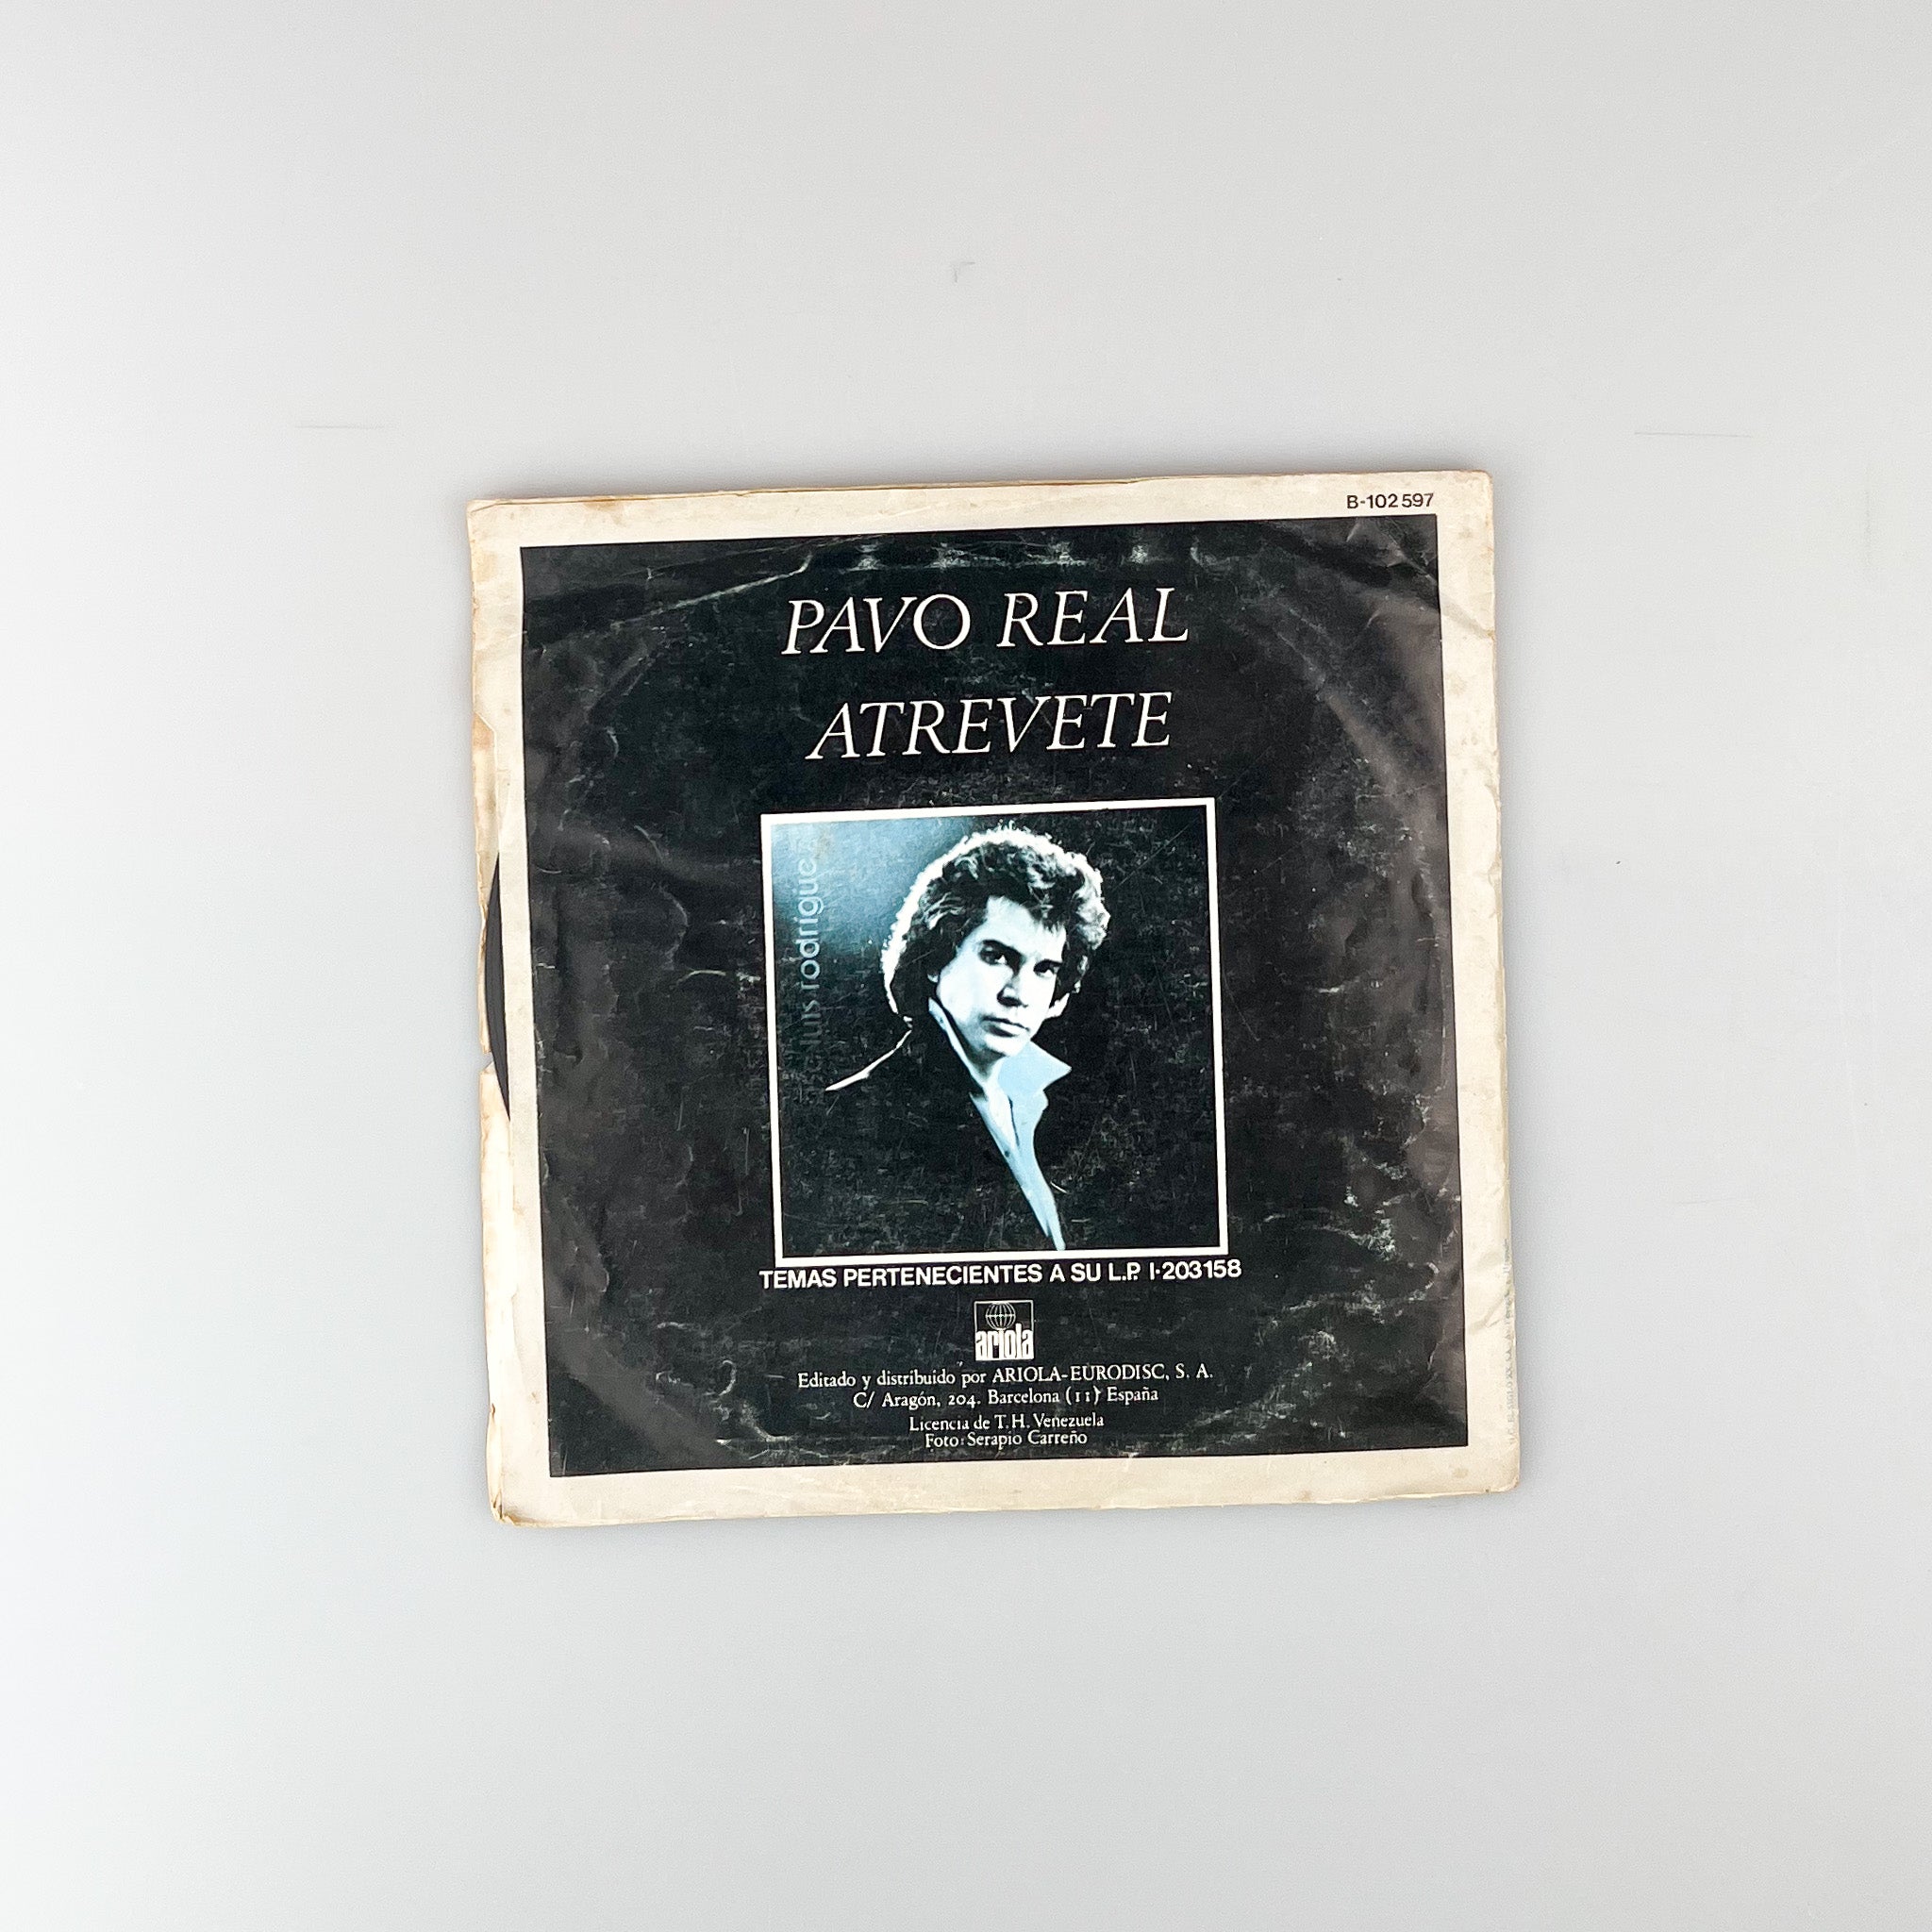 B-102 597
PAVO REAL
ATREVETE
luis rodriguez
TEMAS PERTENECIENTES A SU L.P. I-203158
ariola
Editado y distribuido por ARIOLA-EURODISC, S. A.
C/ Aragón, 204. Barcelona (11) España
Licencia de T.H. Venezuela
Foto: Serapio Carreño